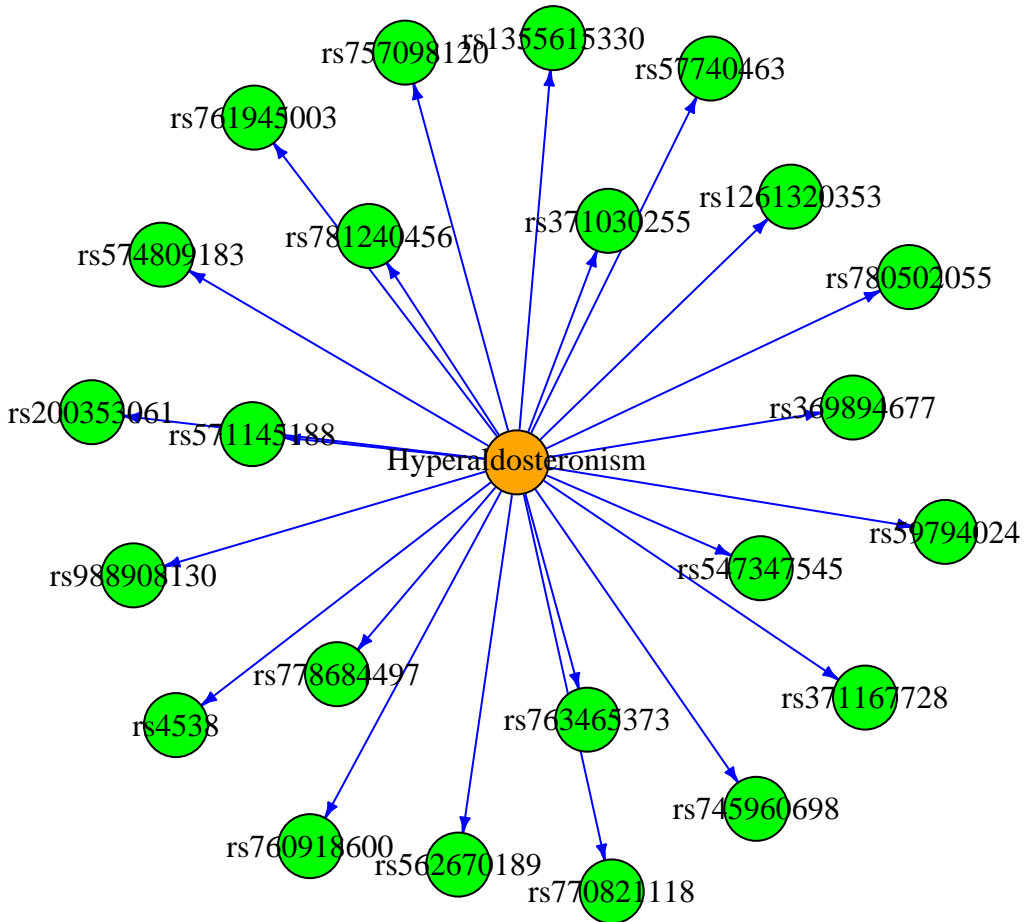 rs1355615330
rs757098120
rs57740463
rs761945003
rs1261320353
rs371030255
rs781240456
rs574809183
rs780502055
rs369894677
rs200353061
rs571145188
Hyperaldosteronism
rs59794024
rs547347545
rs988908130
rs778684497
rs371167728
rs763465373
rs4538
rs745960698
rs760918600
rs562670189
rs770821118